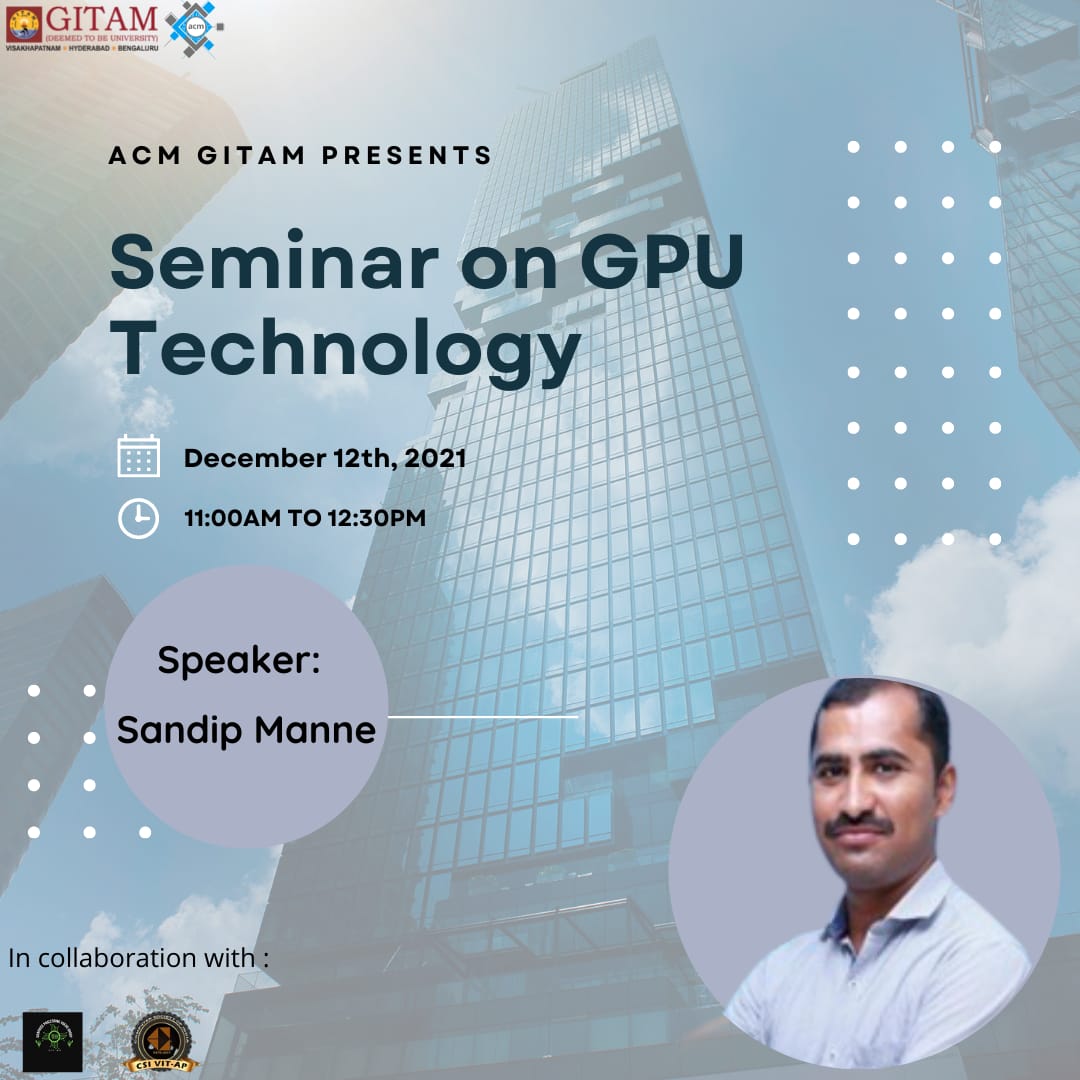 GITAM
(DEEMED TO BE UNIVERSITY)
VISAKHAPATNAM * HYDERABAD * BENGALURU
acm
ACM GITAM PRESENTS
Seminar on GPU
Technology
December 12th, 2021
11:00AM TO 12:30PM
Speaker:
Sandip Manne
In collaboration with :
CSI VIT-AP